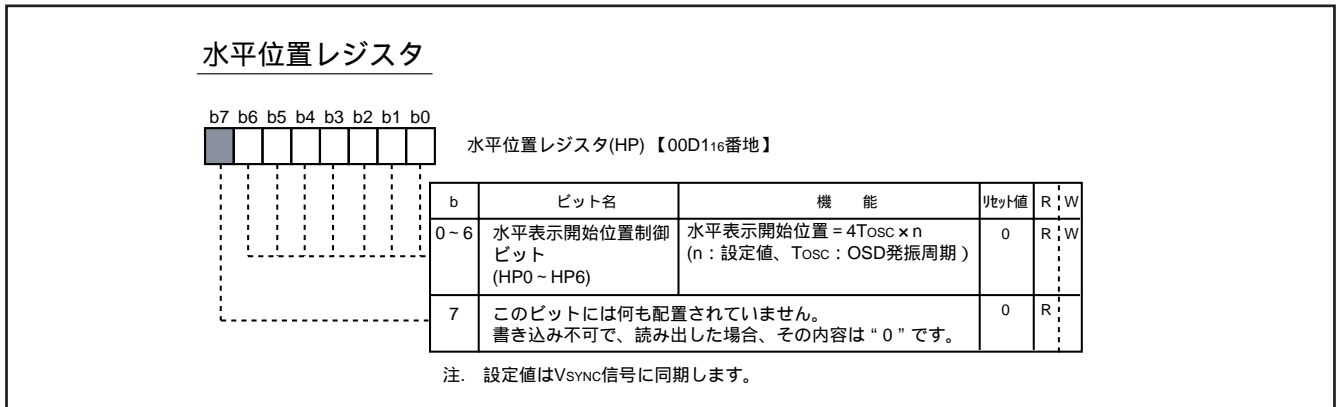 水平位置レジスタ
b7 b6 b5 b4 b3 b2 b1 b0
水平位置レジスタ(HP) 【00D116番地】
b ビット名 機 能 リセット値 R W
0~6 水平表示開始位置制御 水平表示開始位置 = 4TOSC × n 0 R W
ビット (n:設定値、TOSC:OSD発振周期)
(HP0 ~ HP6)
7 このビットには何も配置されていません。 0 R
書き込み不可で、読み出した場合、その内容は“0”です。
注. 設定値はVSYNC信号に同期します。